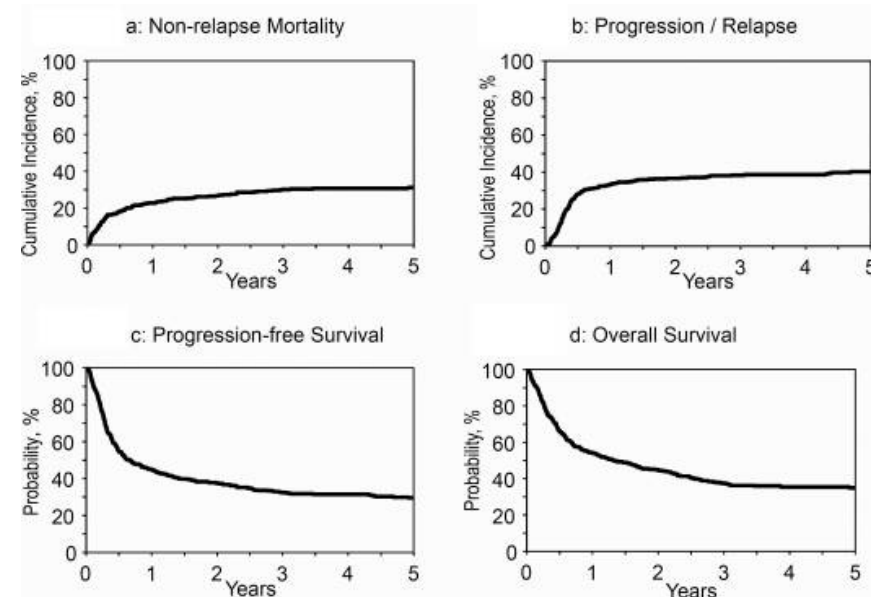 a: Non-relapse Mortality
Cumulative Incidence, %
100
80
60
40
20
0
0 1 2 3 4 5
Years
b: Progression / Relapse
Cumulative Incidence, %
100
80
60
40
20
0
0 1 2 3 4 5
Years
c: Progression-free Survival
Probability, %
100
80
60
40
20
0
0 1 2 3 4 5
Years
d: Overall Survival
Probability, %
100
80
60
40
20
0
0 1 2 3 4 5
Years